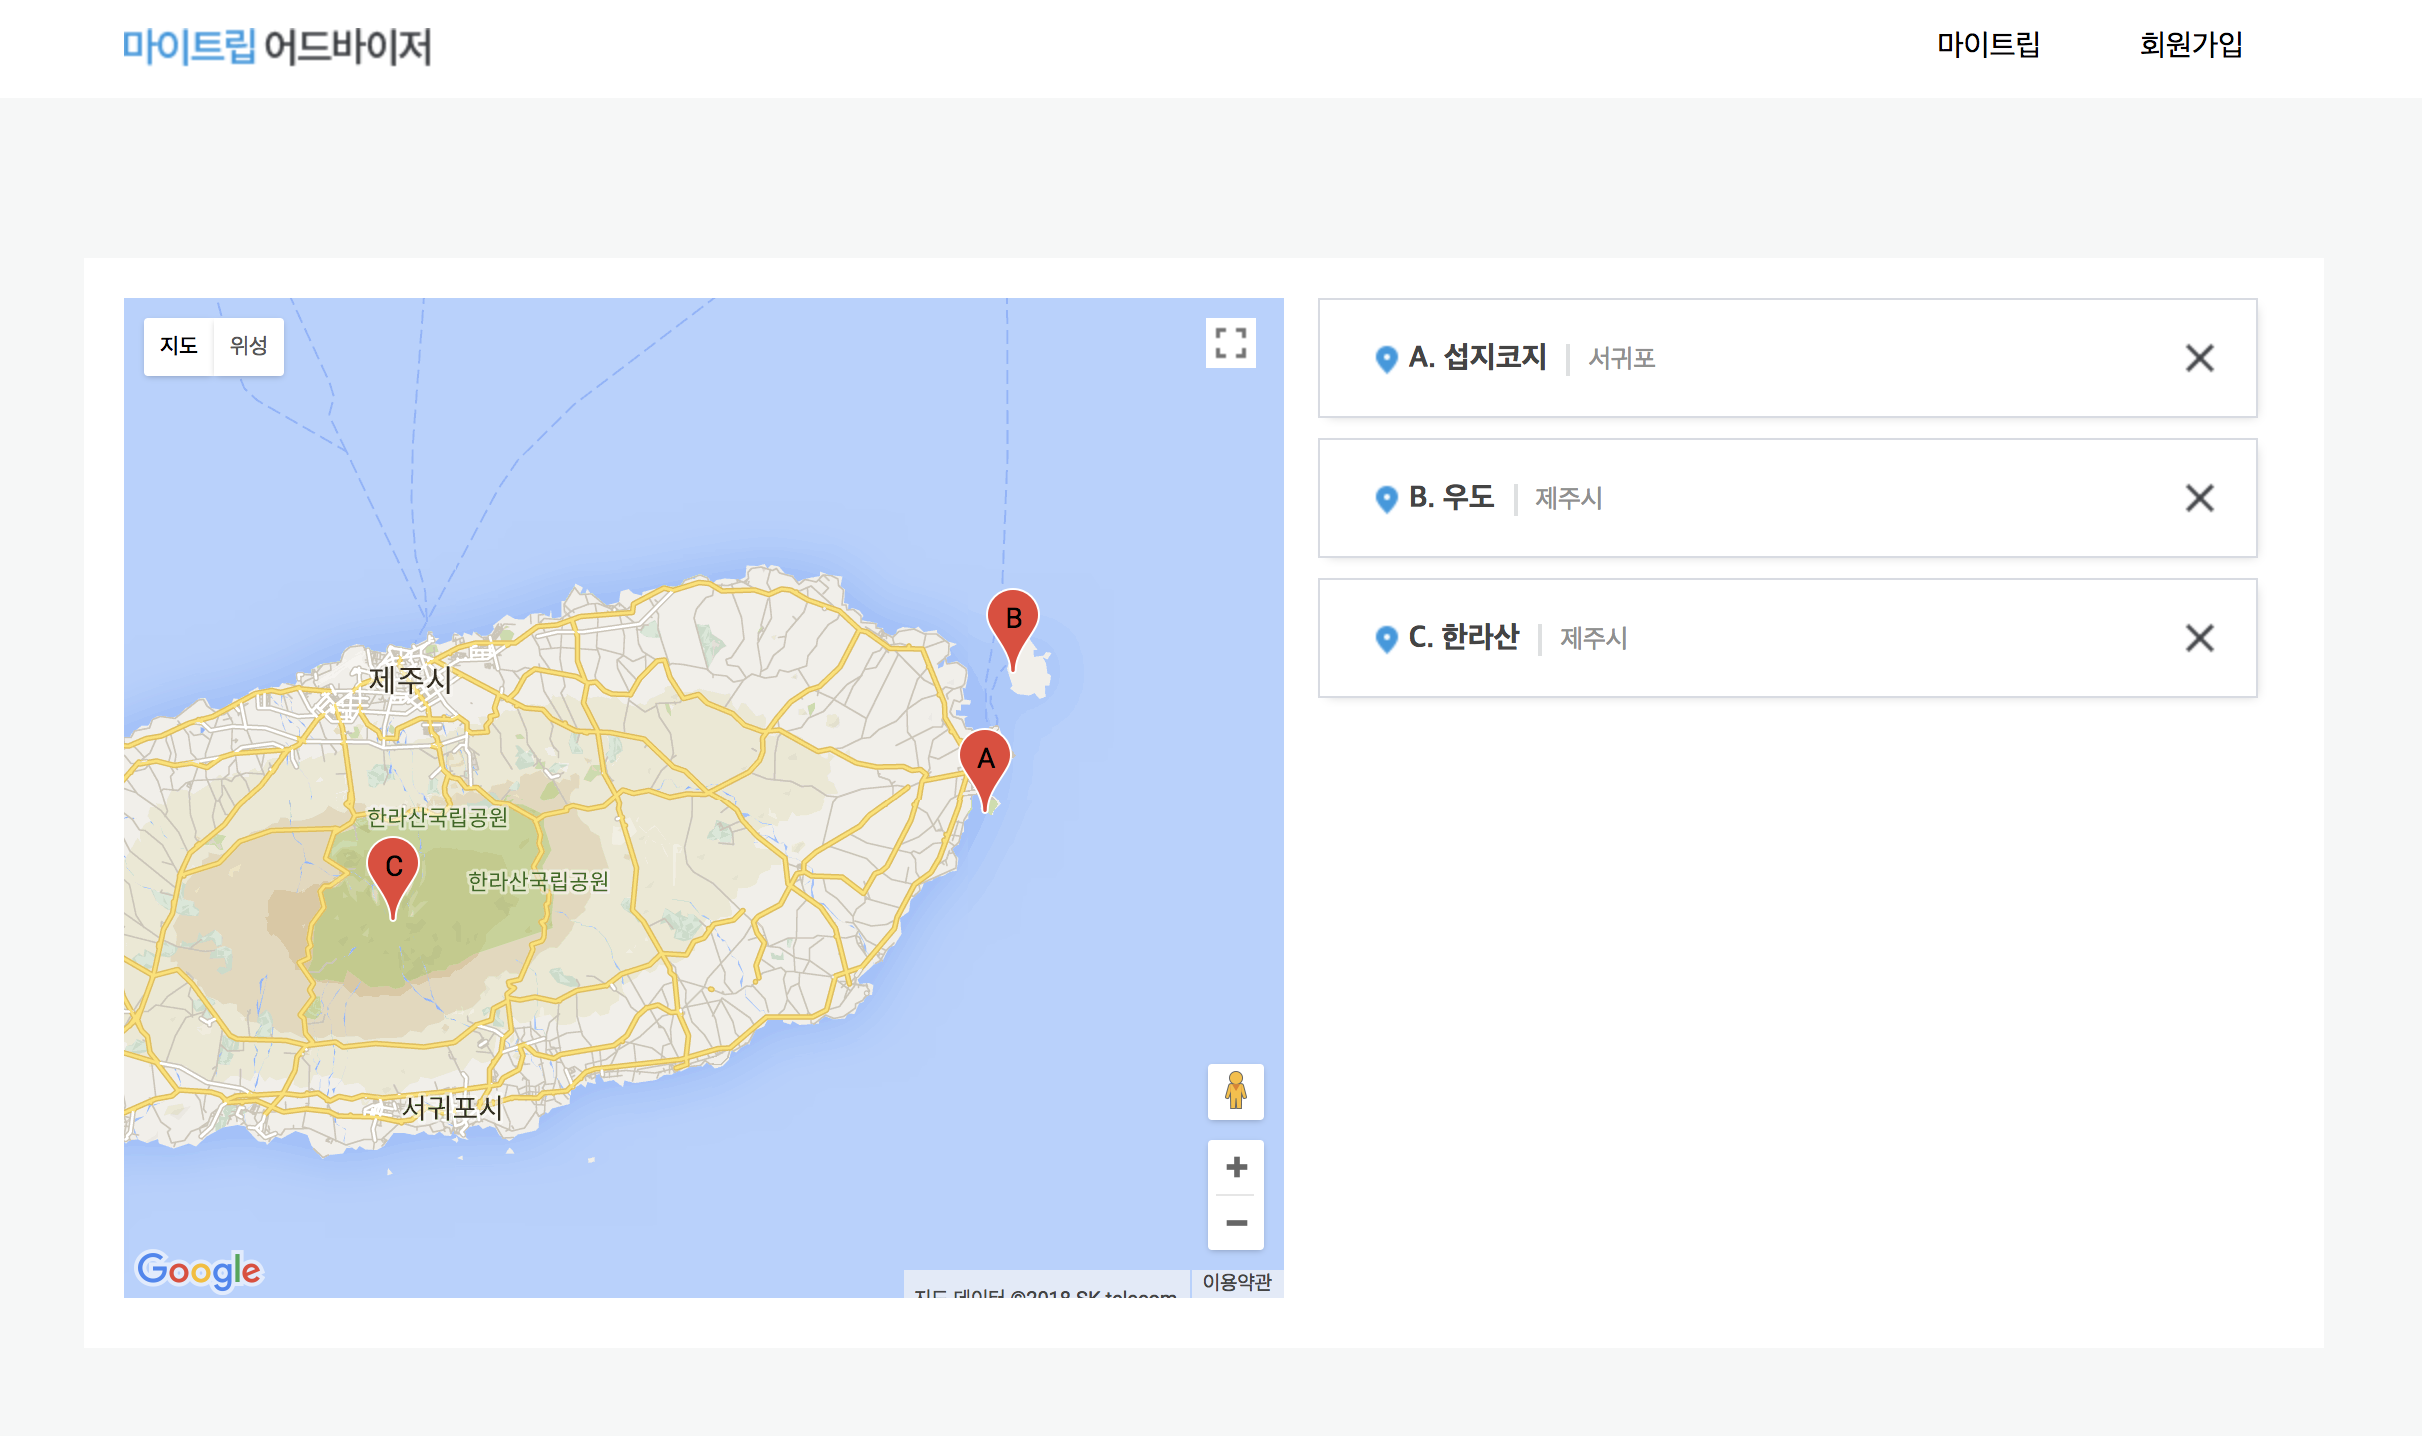 마이트립 어드바이저
마이트립
회원가입
지도
위성
제주시
한라산국립공원
한라산국립공원
서귀포시
A
B
C
Google
지도 데이터 ©2018 SK telecom
이용약관
A. 섭지코지 | 서귀포
B. 우도 | 제주시
C. 한라산 | 제주시